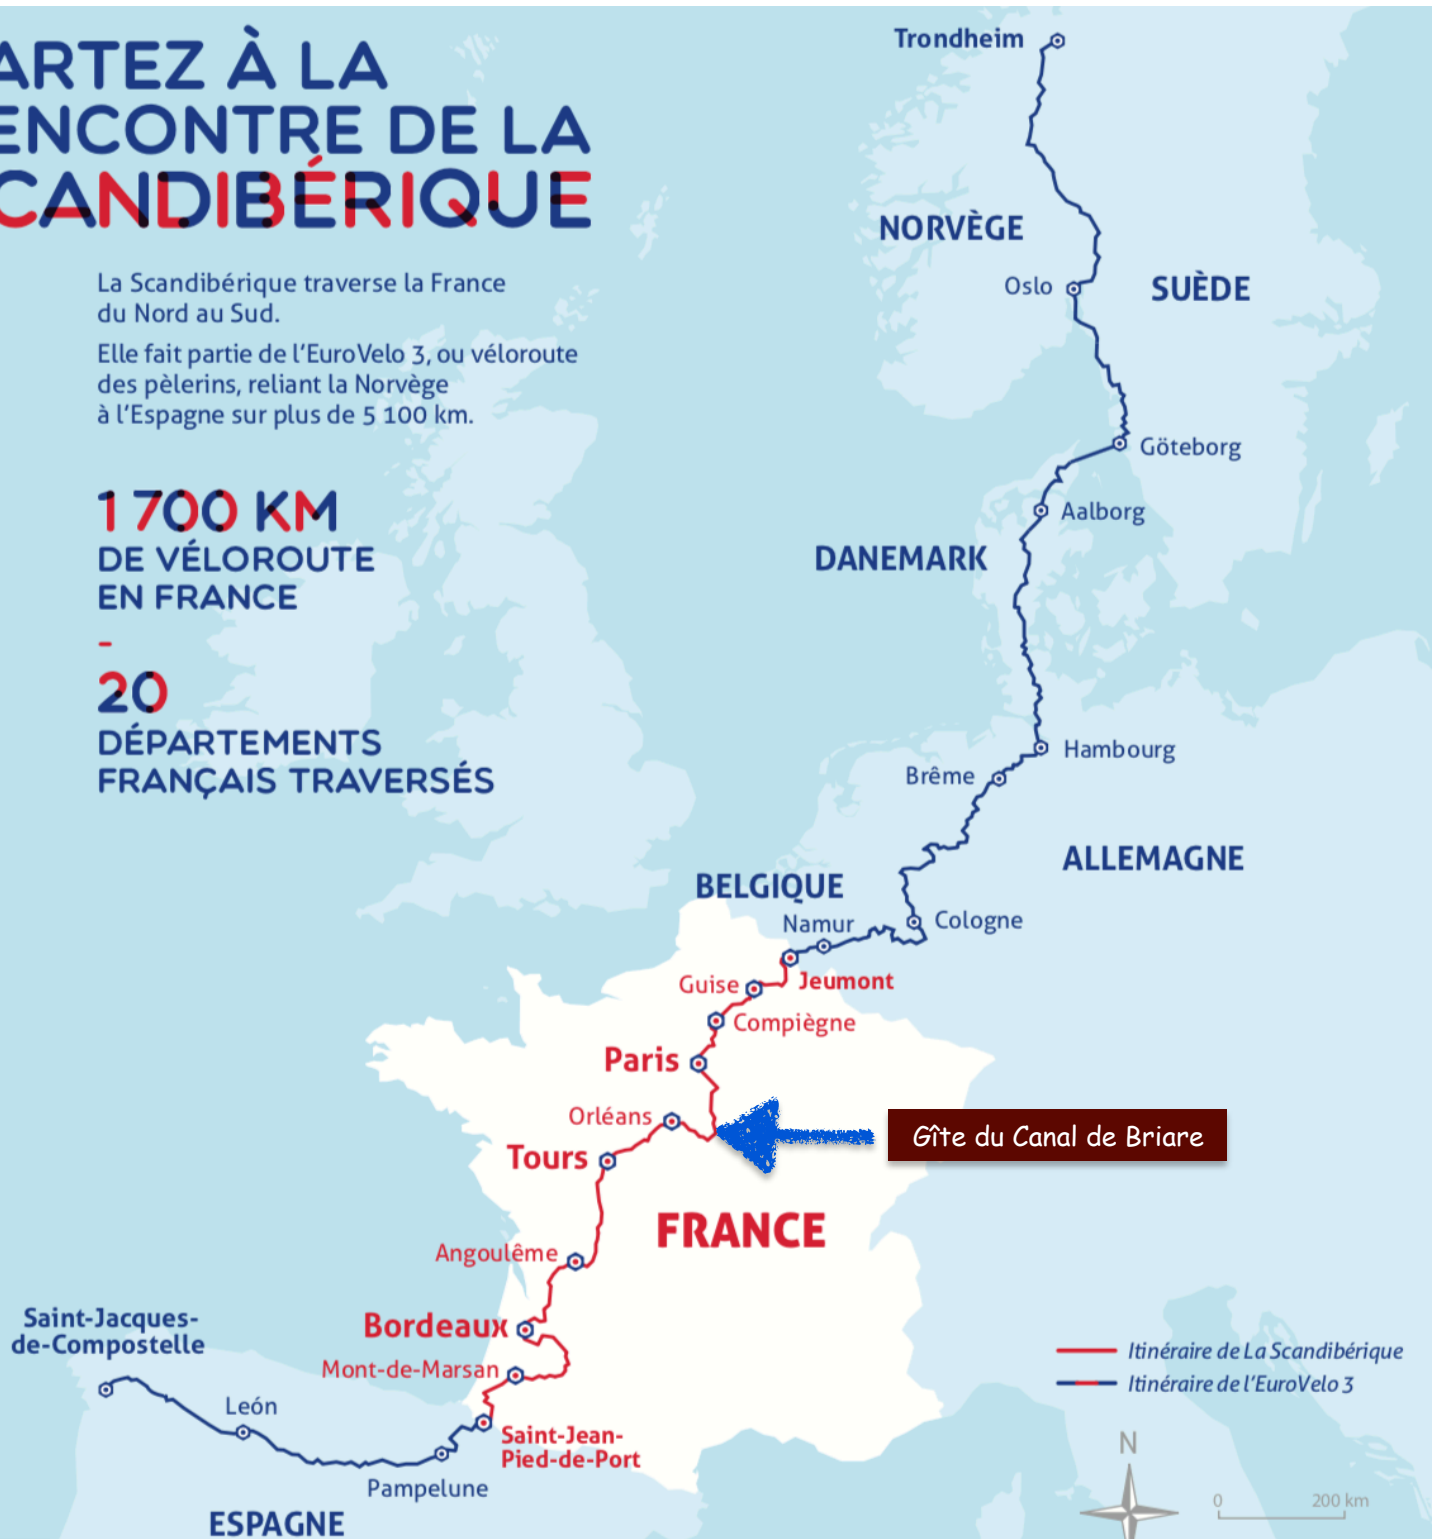 ARTEZ À LA
ENCONTRE DE LA
CANDIBÉRIQUE
La Scandibérique traverse la France
du Nord au Sud.
Elle fait partie de l'EuroVelo 3, ou véloroute
des pèlerins, reliant la Norvège
à l'Espagne sur plus de 5 100 km.
1 700 KM
DE VÉLOROUTE
EN FRANCE
-
20
DÉPARTEMENTS
FRANÇAIS TRAVERSÉS
Trondheim
NORVÈGE
Oslo
SUÈDE
Göteborg
Aalborg
DANEMARK
Hambourg
Brême
ALLEMAGNE
BELGIQUE
Namur
Cologne
Jeumont
Guise
Compiègne
Paris
Orléans
Gîte du Canal de Briare
Tours
FRANCE
Angoulême
Bordeaux
Mont-de-Marsan
Saint-Jacques-
de-Compostelle
León
Saint-Jean-
Pied-de-Port
Pampelune
ESPAGNE
Itinéraire de La Scandibérique
Itinéraire de l'EuroVelo 3
N
0 200 km